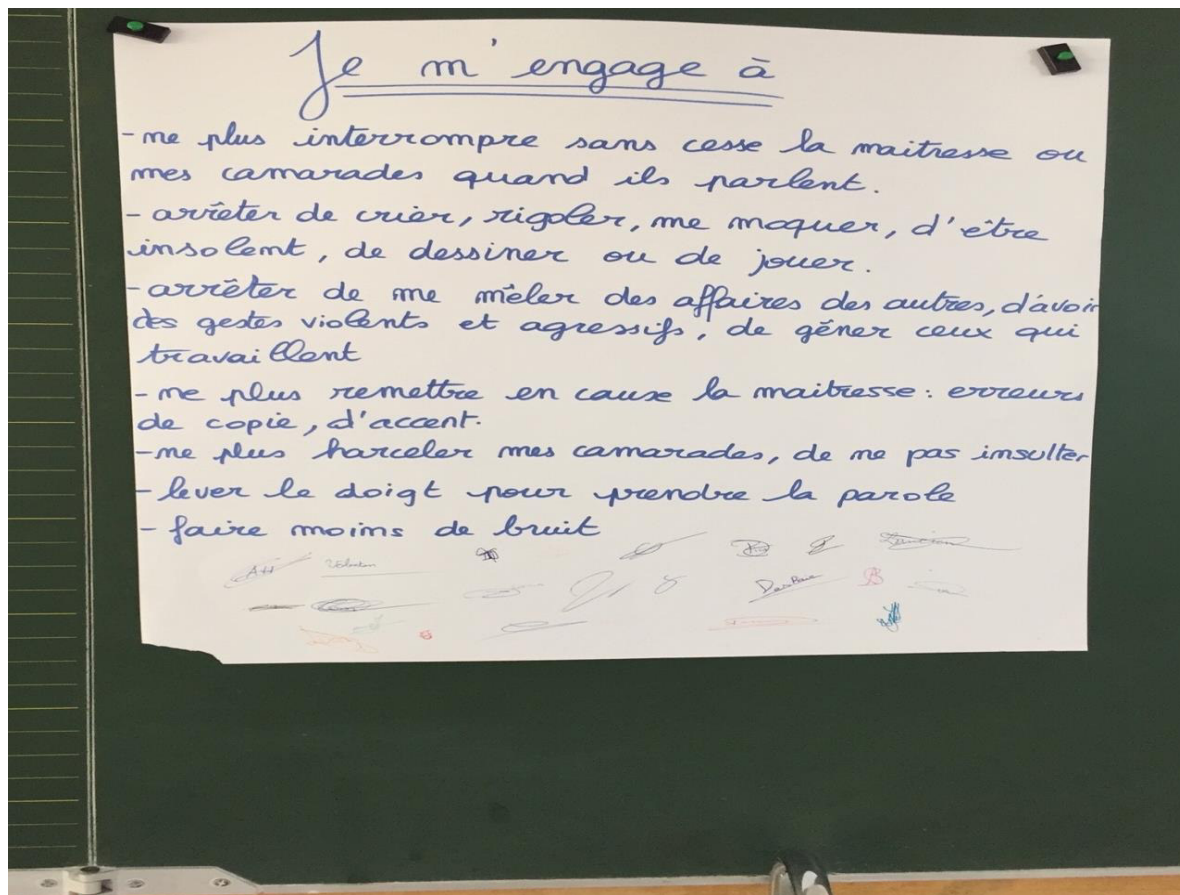 Je m'engage à
- ne plus interrompre sans cesse la maitresse ou
mes camarades quand ils parlent.
- arrêter de crier, rigoler, me moquer, d'être
insolent, de dessiner ou de jouer.
- arrêter de me mêler des affaires des autres, d'avoir
des gestes violents et agressifs, de gêner ceux qui
travaillent
- ne plus remettre en cause la maitresse : erreurs
de copie, d'accent.
- ne plus harceler mes camarades, de ne pas insulter
- lever le doigt pour prendre la parole
- faire moins de bruit